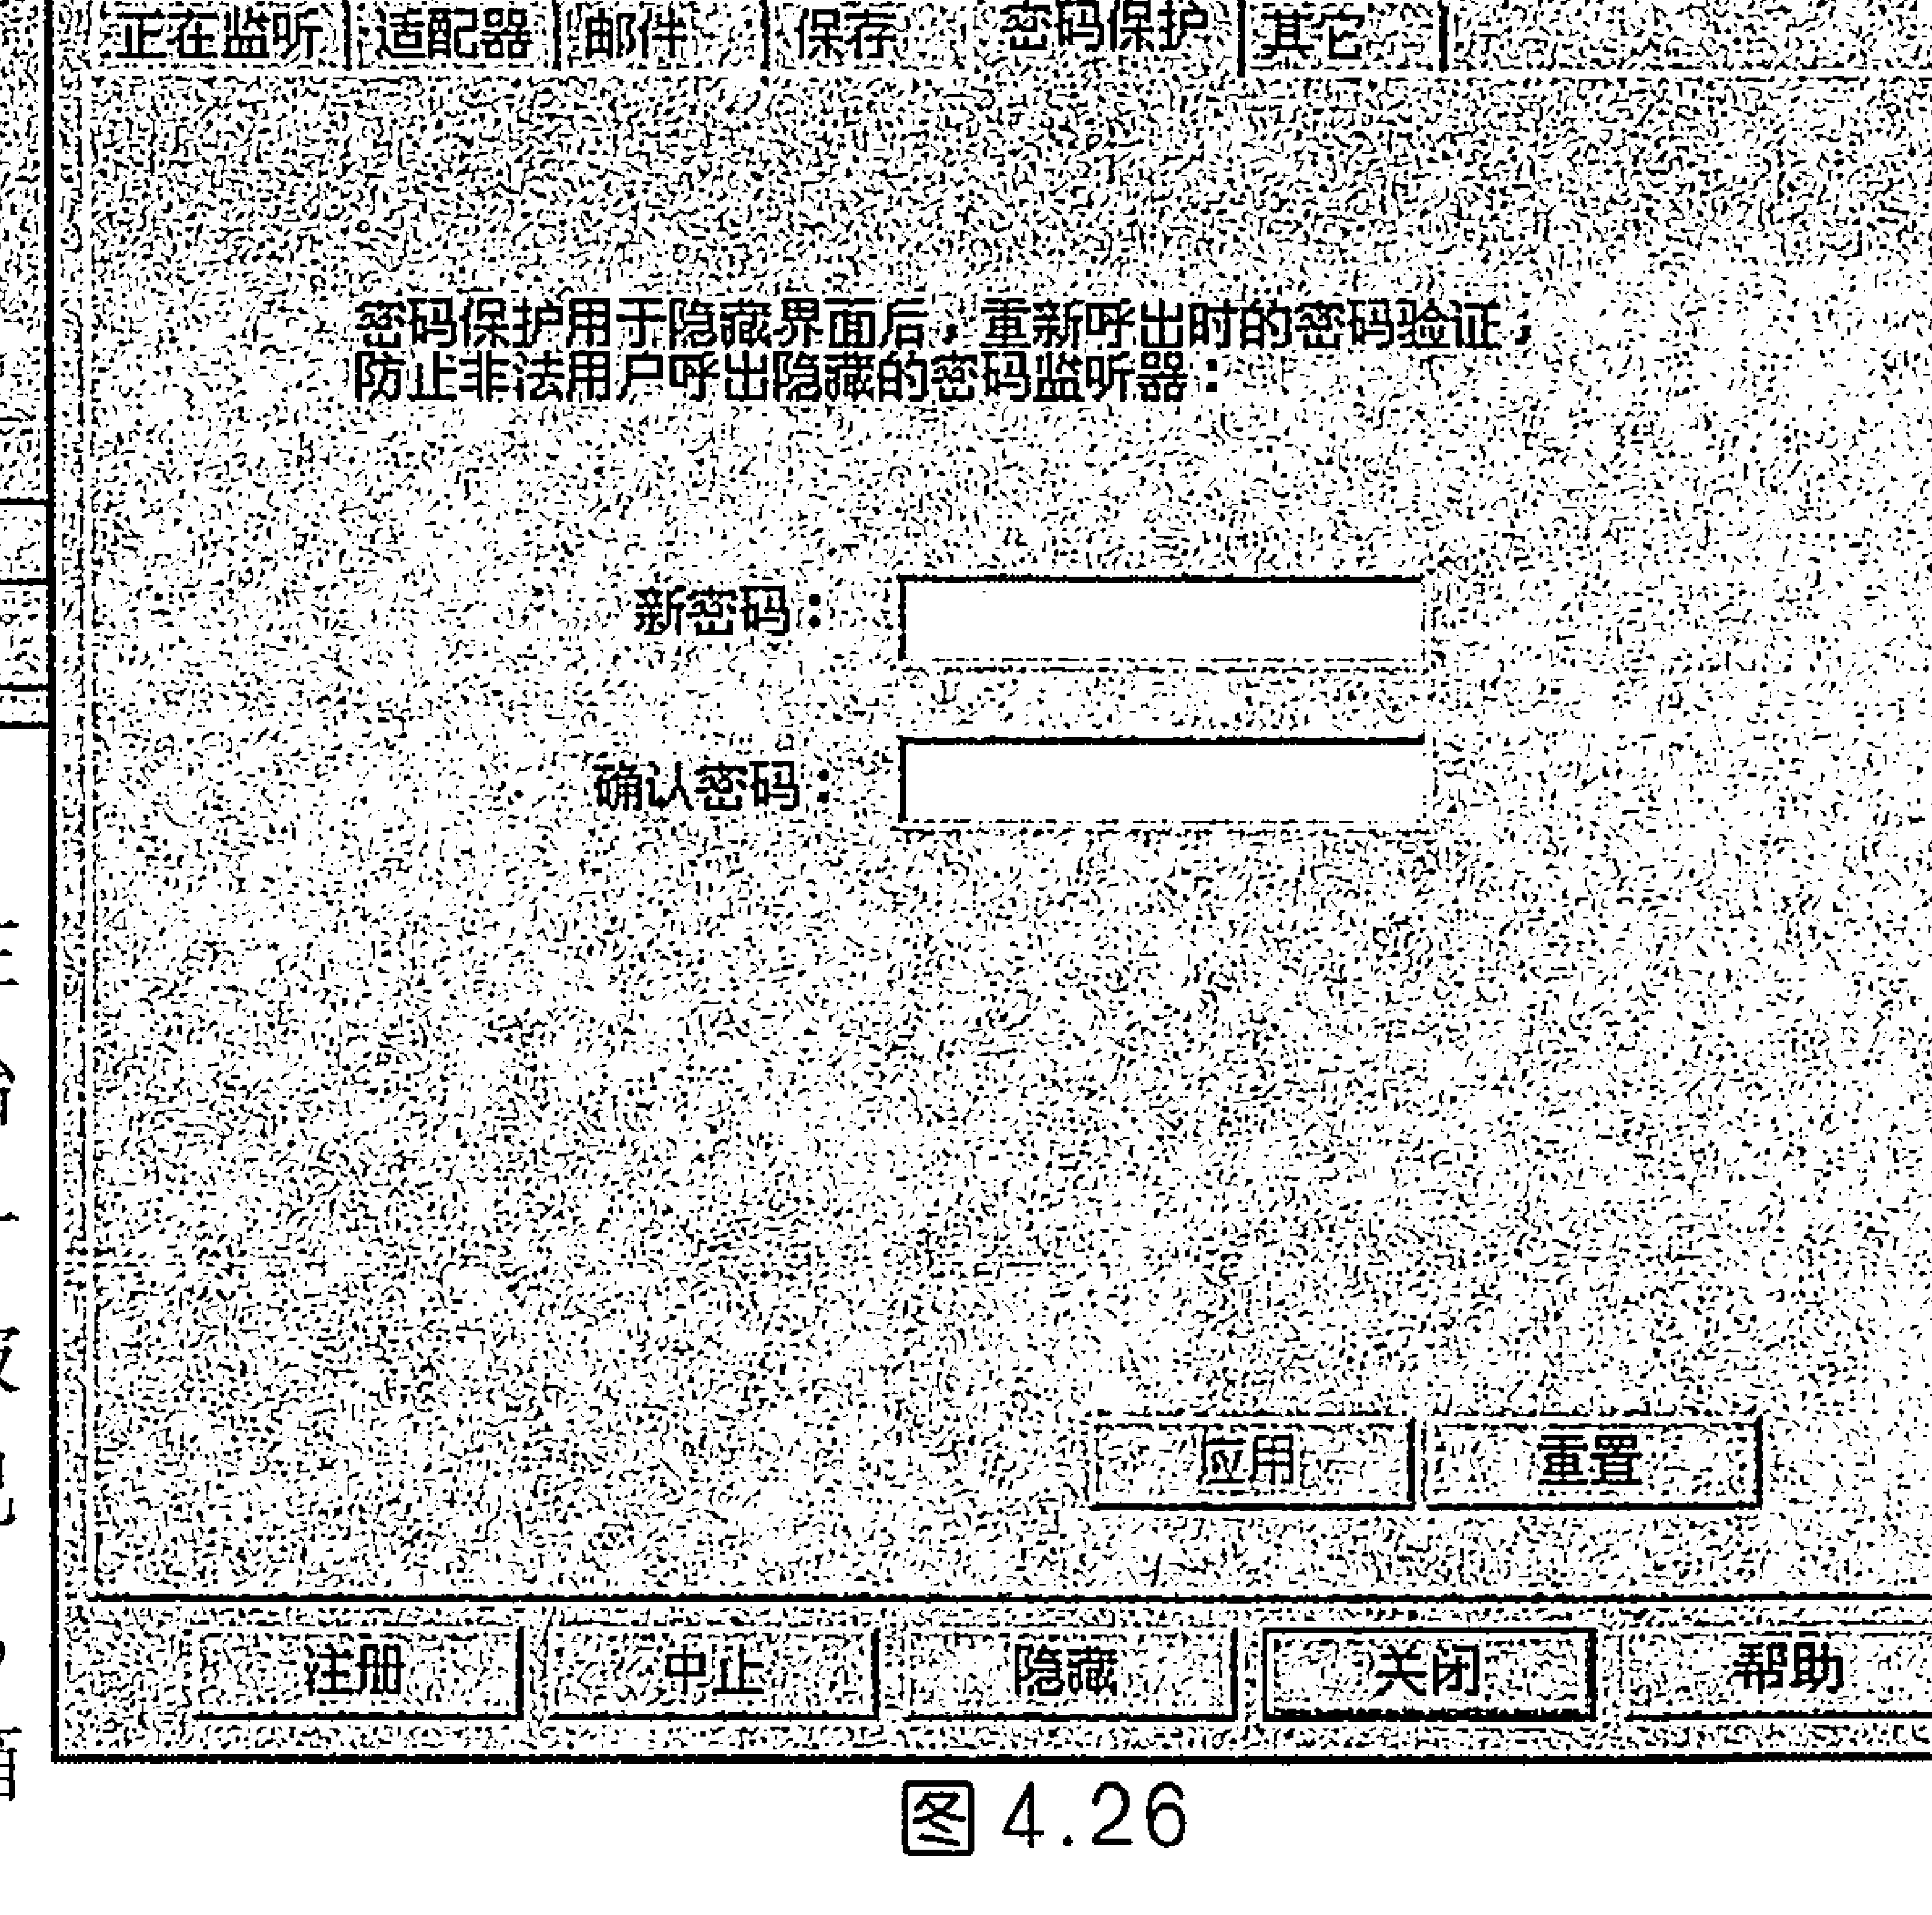 正在监听 适配器 邮件 保存 密码保护 其它
密码保护用于隐藏界面后，重新呼出时的密码验证，
防止非法用户呼出隐藏的密码监听器：
新密码：
确认密码：
应用 重置
注册 中止 隐藏 关闭 帮助
图 4.26